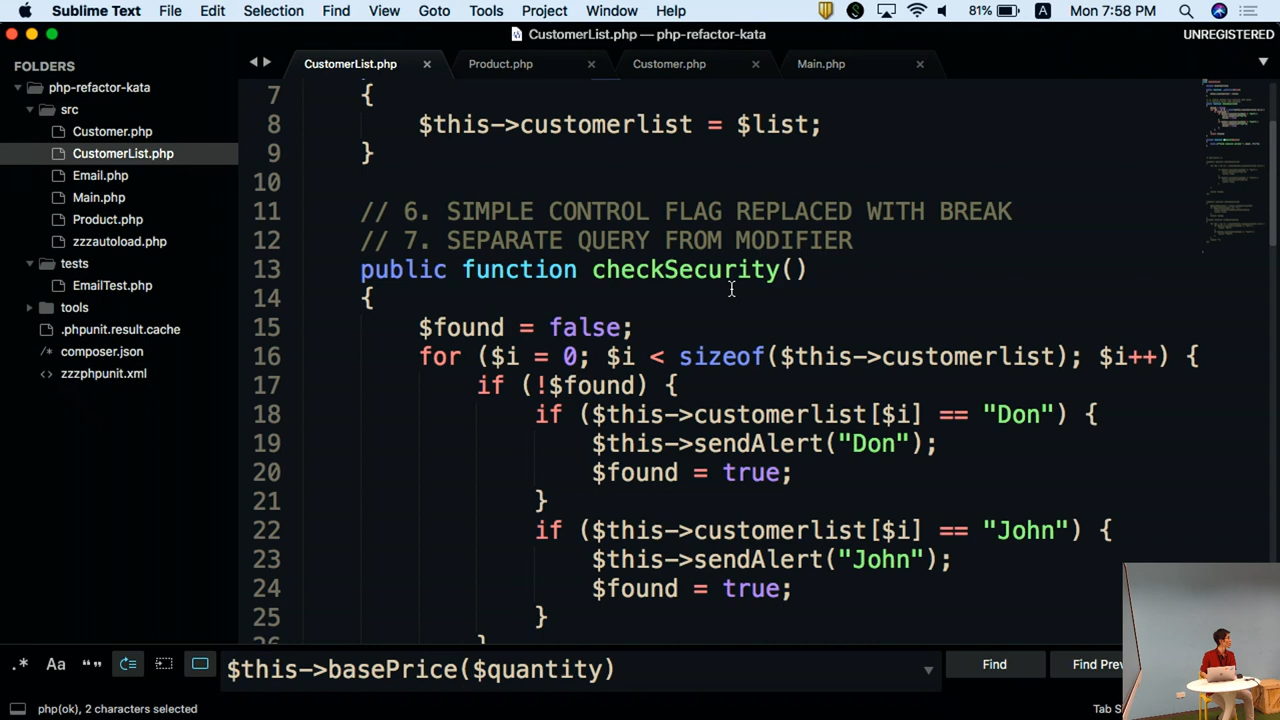 Sublime Text File Edit Selection Find View Goto Tools Project Window Help 81% A Mon 7:58 PM
CustomerList.php — php-refactor-kata
UNREGISTERED
FOLDERS
php-refactor-kata
src
Customer.php
CustomerList.php
Email.php
Main.php
Product.php
zzzautoload.php
tests
EmailTest.php
tools
.phpunit.result.cache
composer.json
zzzphpunit.xml
CustomerList.php × Product.php × Customer.php × Main.php ×
7 {
8 $this->customerlist = $list;
9 }
10
11 // 6. SIMPLE CONTROL FLAG REPLACED WITH BREAK
12 // 7. SEPARATE QUERY FROM MODIFIER
13 public function checkSecurity()
14 {
15 $found = false;
16 for ($i = 0; $i < sizeof($this->customerlist); $i++) {
17 if (!$found) {
18 if ($this->customerlist[$i] == "Don") {
19 $this->sendAlert("Don");
20 $found = true;
21 }
22 if ($this->customerlist[$i] == "John") {
23 $this->sendAlert("John");
24 $found = true;
25 }
26 }
.* Aa “” $this->basePrice($quantity) Find Find Prev
php(ok), 2 characters selected
Tab S